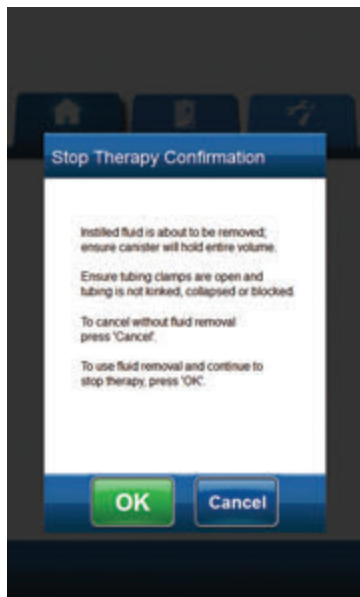 Stop Therapy Confirmation
Instilled fluid is about to be removed;
ensure canister will hold entire volume.
Ensure tubing clamps are open and
tubing is not kinked, collapsed or blocked.
To cancel without fluid removal
press 'Cancel'.
To use fluid removal and continue to
stop therapy, press 'OK'.
OK
Cancel